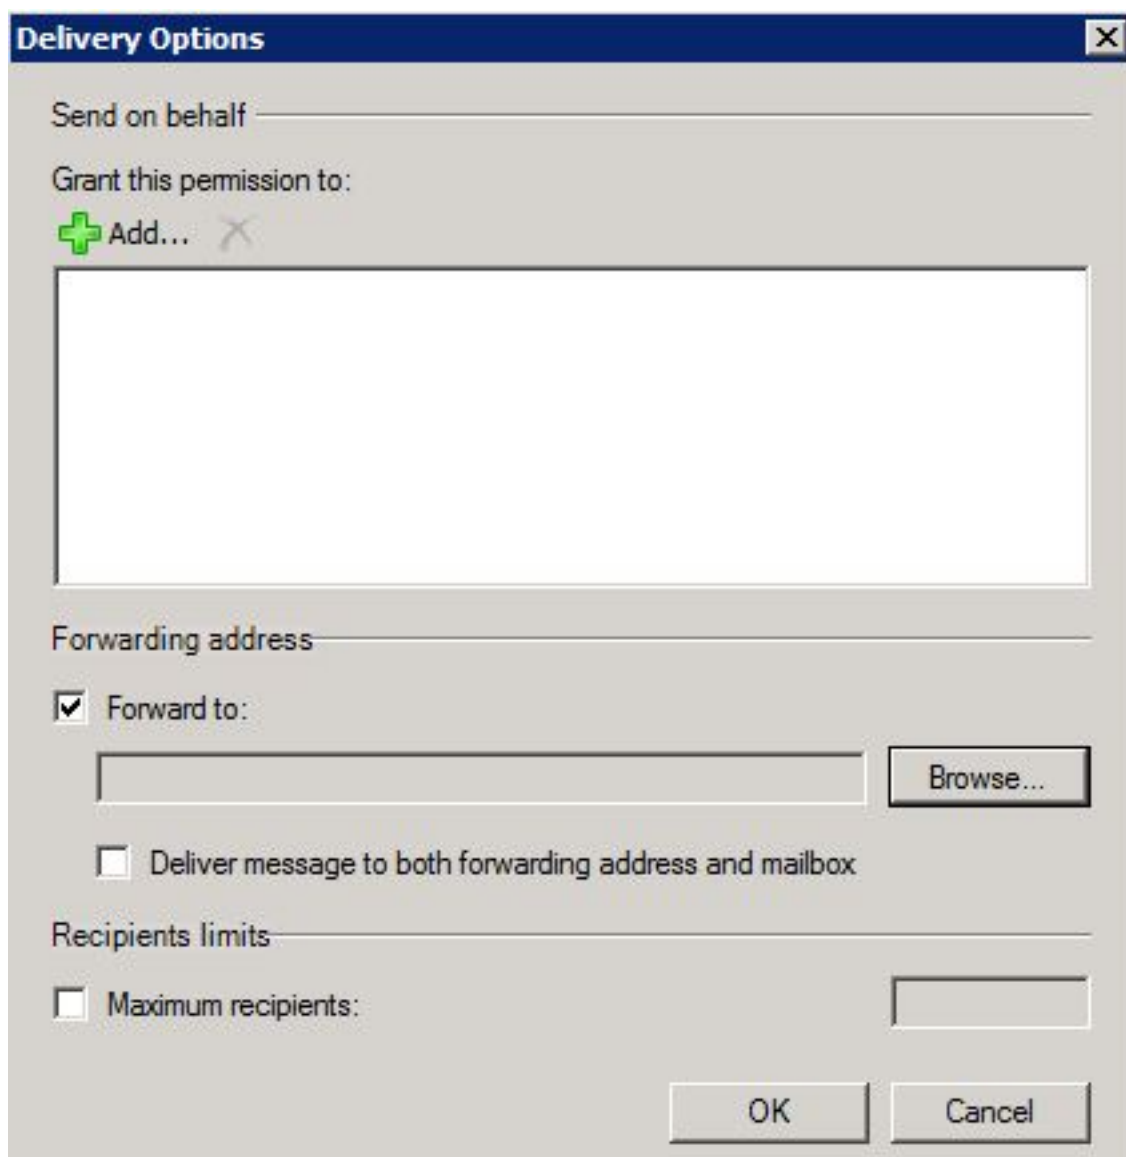 Delivery Options
Send on behalf
Grant this permission to:
Add...
Forwarding address
Forward to:
Browse...
Deliver message to both forwarding address and mailbox
Recipients limits
Maximum recipients:
OK Cancel